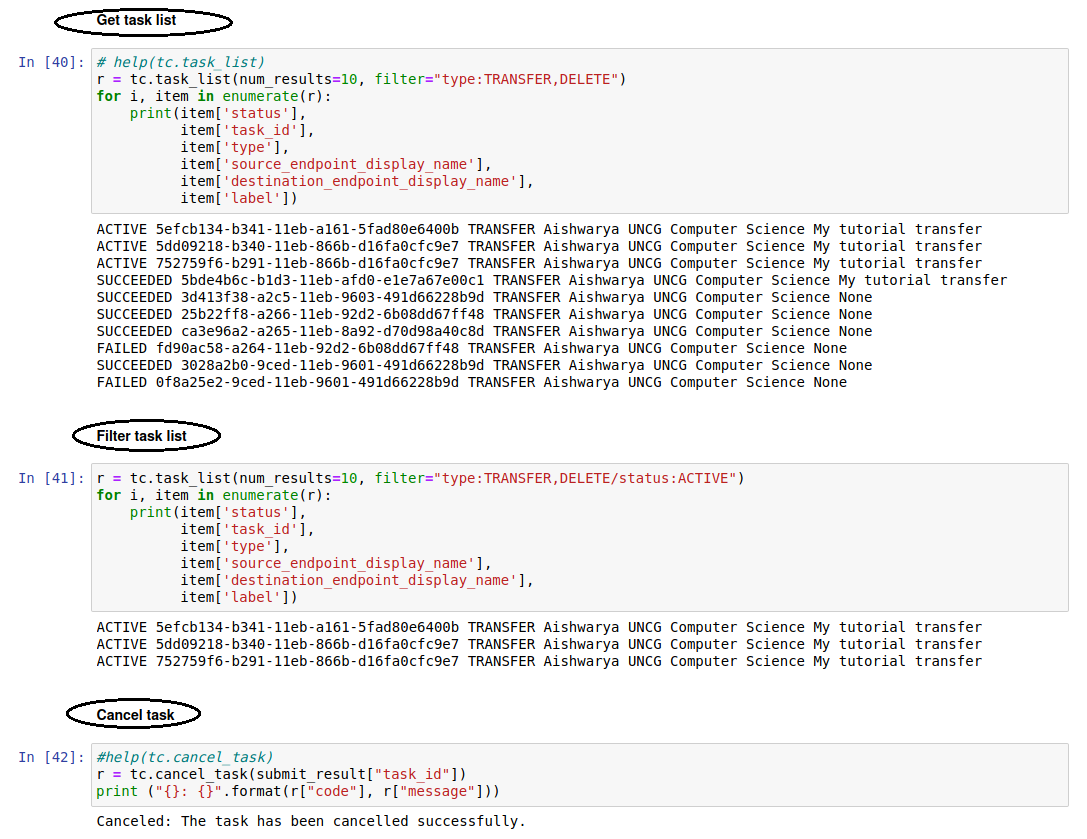 Get task list
In [40]: # help(tc.task_list)
r = tc.task_list(num_results=10, filter="type:TRANSFER,DELETE")
for i, item in enumerate(r):
    print(item['status'],
          item['task_id'],
          item['type'],
          item['source_endpoint_display_name'],
          item['destination_endpoint_display_name'],
          item['label'])
ACTIVE 5efcb134-b341-11eb-a161-5fad80e6400b TRANSFER Aishwarya UNCG Computer Science My tutorial transfer
ACTIVE 5dd09218-b340-11eb-866b-d16fa0cfc9e7 TRANSFER Aishwarya UNCG Computer Science My tutorial transfer
ACTIVE 752759f6-b291-11eb-866b-d16fa0cfc9e7 TRANSFER Aishwarya UNCG Computer Science My tutorial transfer
SUCCEEDED 5bde4b6c-b1d3-11eb-afd0-e1e7a67e00c1 TRANSFER Aishwarya UNCG Computer Science My tutorial transfer
SUCCEEDED 3d413f38-a2c5-11eb-9603-491d66228b9d TRANSFER Aishwarya UNCG Computer Science None
SUCCEEDED 25b22ff8-a266-11eb-92d2-6b08dd67ff48 TRANSFER Aishwarya UNCG Computer Science None
SUCCEEDED ca3e96a2-a265-11eb-8a92-d70d98a40c8d TRANSFER Aishwarya UNCG Computer Science None
FAILED fd90ac58-a264-11eb-92d2-6b08dd67ff48 TRANSFER Aishwarya UNCG Computer Science None
SUCCEEDED 3028a2b0-9ced-11eb-9601-491d66228b9d TRANSFER Aishwarya UNCG Computer Science None
FAILED 0f8a25e2-9ced-11eb-9601-491d66228b9d TRANSFER Aishwarya UNCG Computer Science None
Filter task list
In [41]: r = tc.task_list(num_results=10, filter="type:TRANSFER,DELETE/status:ACTIVE")
for i, item in enumerate(r):
    print(item['status'],
          item['task_id'],
          item['type'],
          item['source_endpoint_display_name'],
          item['destination_endpoint_display_name'],
          item['label'])
ACTIVE 5efcb134-b341-11eb-a161-5fad80e6400b TRANSFER Aishwarya UNCG Computer Science My tutorial transfer
ACTIVE 5dd09218-b340-11eb-866b-d16fa0cfc9e7 TRANSFER Aishwarya UNCG Computer Science My tutorial transfer
ACTIVE 752759f6-b291-11eb-866b-d16fa0cfc9e7 TRANSFER Aishwarya UNCG Computer Science My tutorial transfer
Cancel task
In [42]: #help(tc.cancel_task)
r = tc.cancel_task(submit_result["task_id"])
print ("{}: {}".format(r["code"], r["message"]))
Canceled: The task has been cancelled successfully.